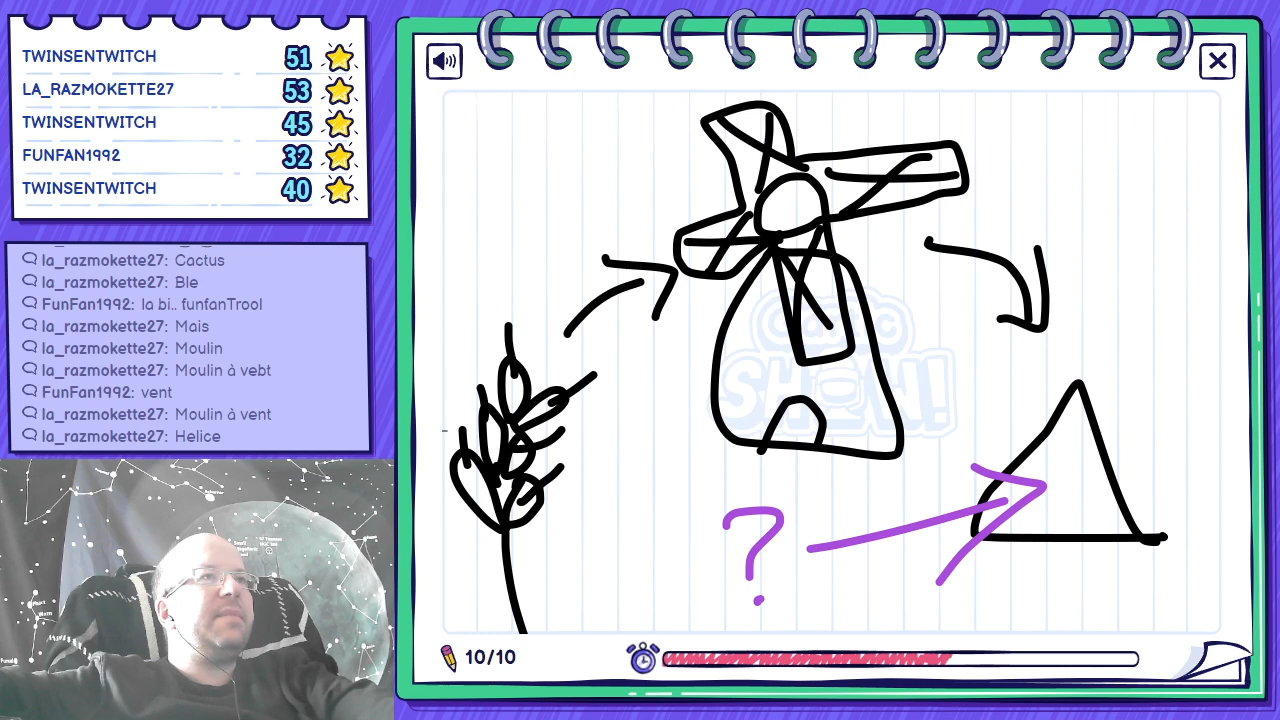 TWINSENTWITCH 51
LA_RAZMOKETTE27 53
TWINSENTWITCH 45
FUNFAN1992 32
TWINSENTWITCH 40
la_razmokette27: Cactus
la_razmokette27: Ble
FunFan1992: la bi.. funfanTrool
la_razmokette27: Mais
la_razmokette27: Moulin
la_razmokette27: Moulin à vebt
FunFan1992: vent
la_razmokette27: Moulin à vent
la_razmokette27: Helice
SHOW!
?
10/10